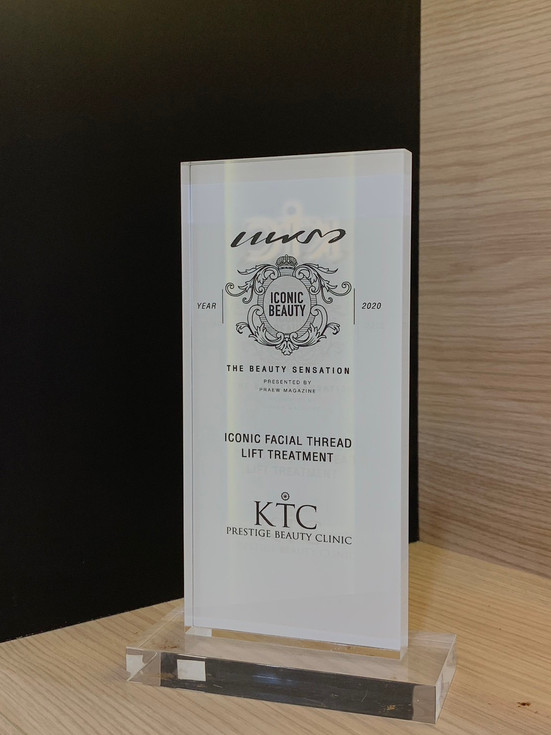 แพรว
ICONIC
BEAUTY
YEAR
2020
THE BEAUTY SENSATION
PRESENTED BY
PRAEW MAGAZINE
ICONIC FACIAL THREAD
LIFT TREATMENT
KTC
PRESTIGE BEAUTY CLINIC